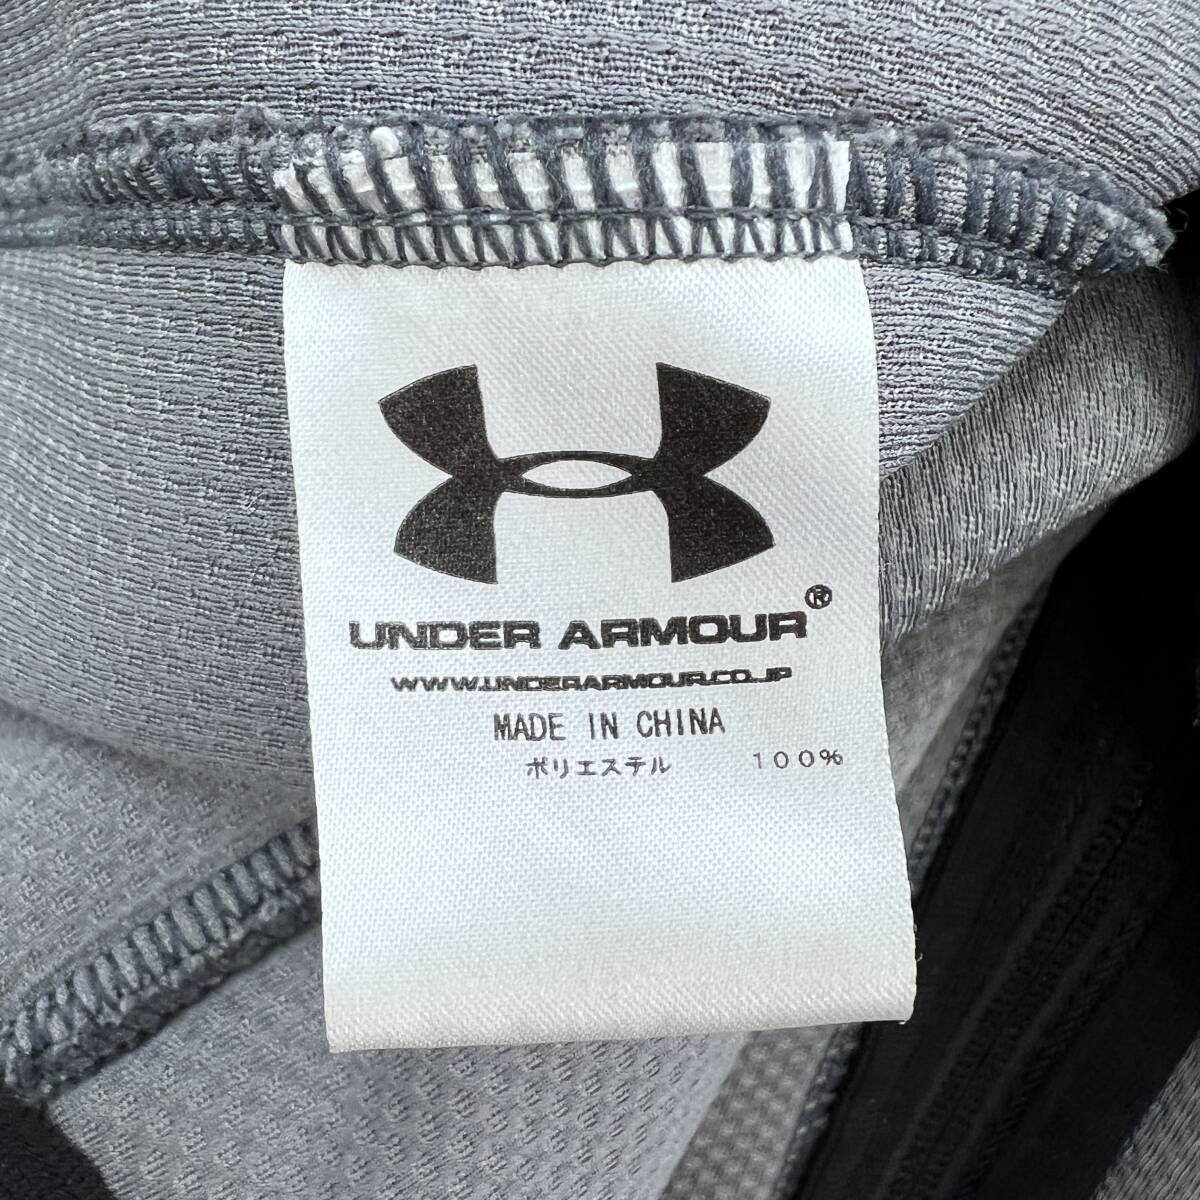 UNDER ARMOUR®
WWW.UNDERARMOUR.CO.JP
MADE IN CHINA
ポリエステル 100%